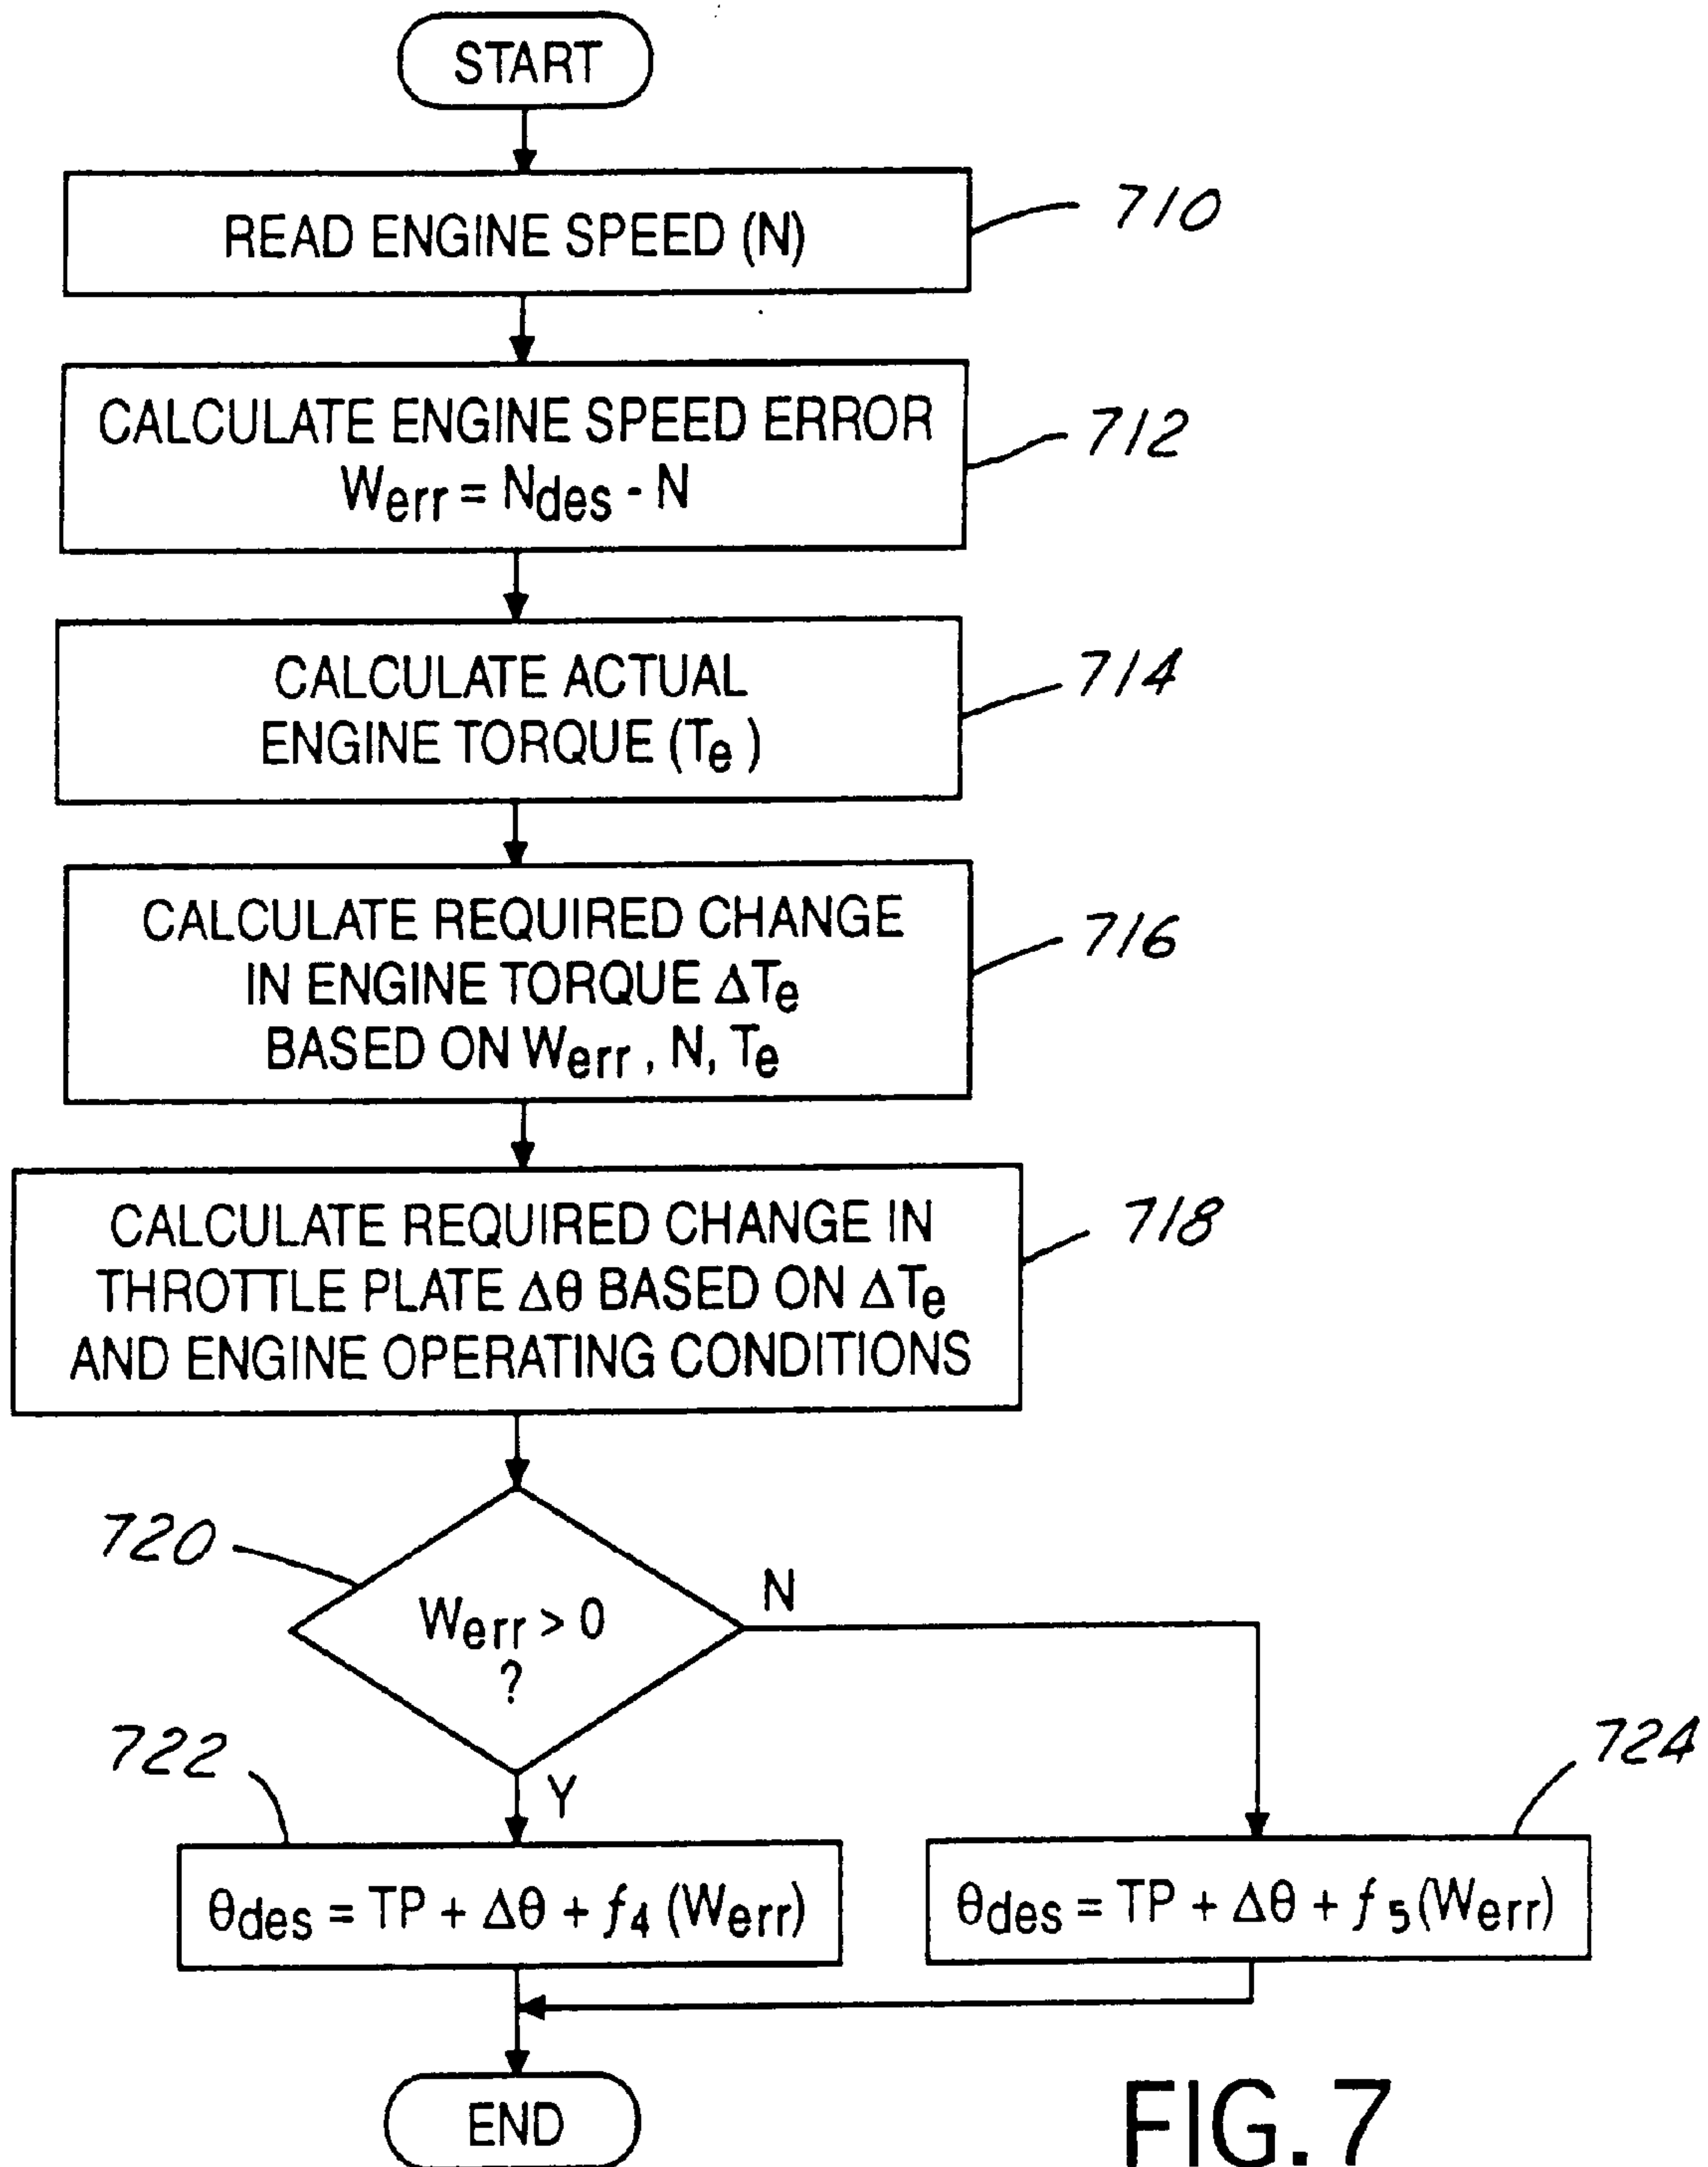 START
READ ENGINE SPEED (N)
710
CALCULATE ENGINE SPEED ERROR
Werr = Ndes - N
712
CALCULATE ACTUAL
ENGINE TORQUE (Te )
714
CALCULATE REQUIRED CHANGE
IN ENGINE TORQUE ΔTe
BASED ON Werr , N, Te
716
CALCULATE REQUIRED CHANGE IN
THROTTLE PLATE Δθ BASED ON ΔTe
AND ENGINE OPERATING CONDITIONS
718
720
Werr > 0
?
N
Y
722
θdes = TP + Δθ + f4 (Werr)
724
θdes = TP + Δθ + f5 (Werr)
END
FIG.7